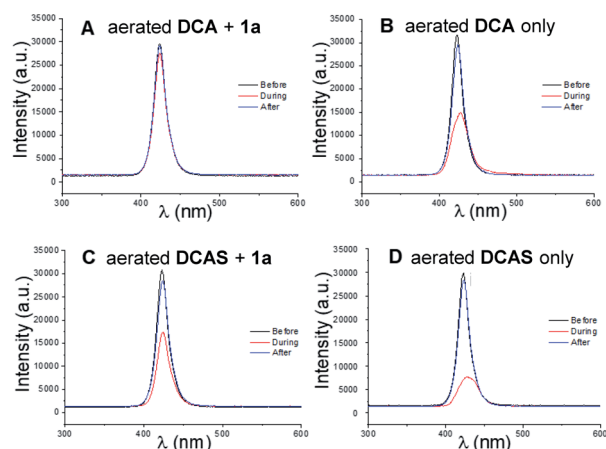 A aerated DCA + 1a
35000
30000
25000
20000
15000
10000
5000
0
Intensity (a.u.)
Before
During
After
300 400 500 600
λ (nm)
B aerated DCA only
35000
30000
25000
20000
15000
10000
5000
0
Intensity (a.u.)
Before
During
After
300 400 500 600
λ (nm)
C aerated DCAS + 1a
35000
30000
25000
20000
15000
10000
5000
0
Intensity (a.u.)
Before
During
After
300 400 500 600
λ (nm)
D aerated DCAS only
35000
30000
25000
20000
15000
10000
5000
0
Intensity (a.u.)
Before
During
After
300 400 500 600
λ (nm)